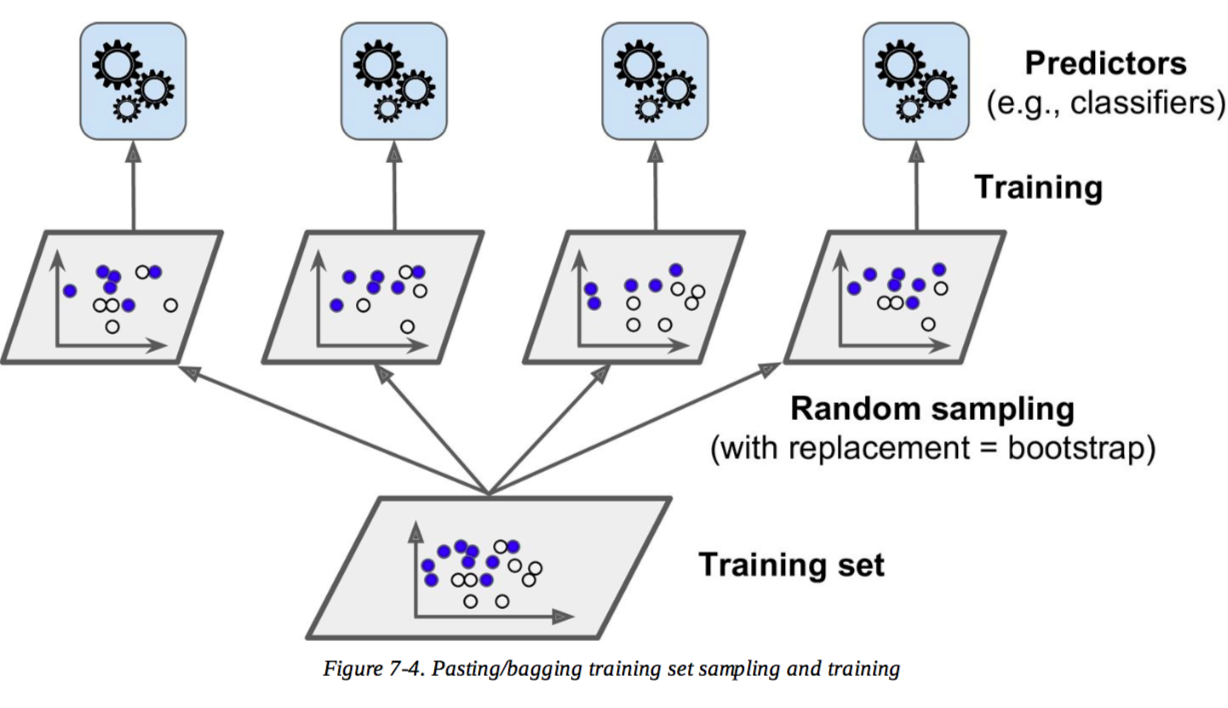 Predictors
(e.g., classifiers)
Training
Random sampling
(with replacement = bootstrap)
Training set
Figure 7-4. Pasting/bagging training set sampling and training